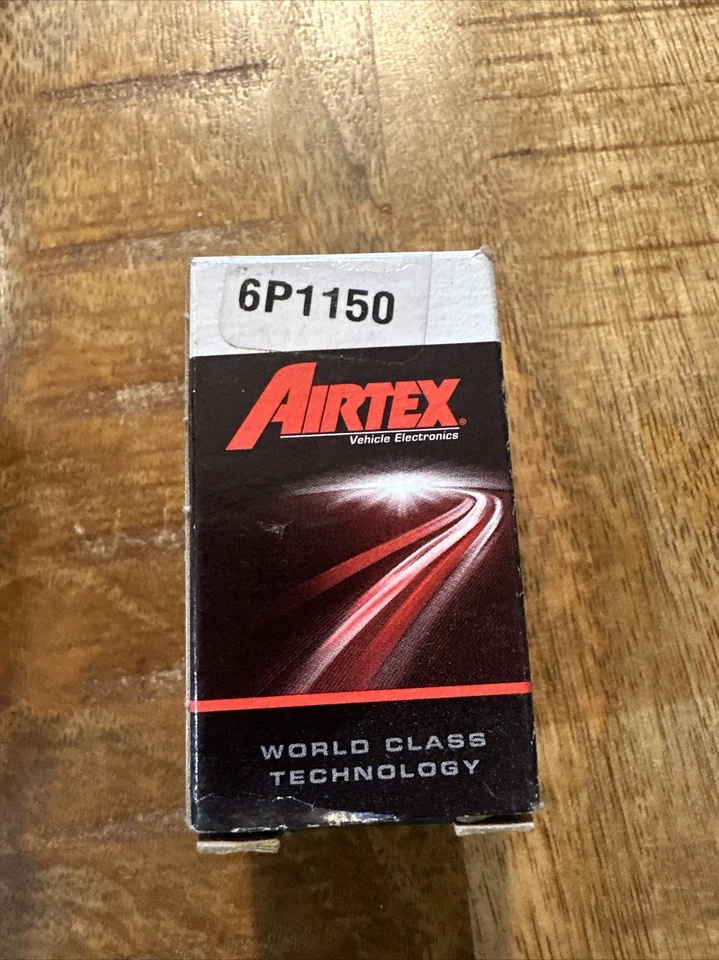 6P1150
AIRTEX®
Vehicle Electronics
WORLD CLASS
TECHNOLOGY